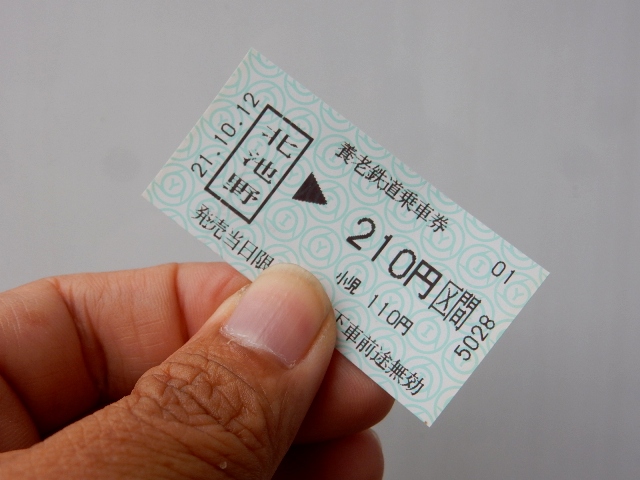 養老鉄道乗車券
21.10.12
北池野
▶ 210円区間
01
小児 110円
5028
発売当日限
下車前途無効